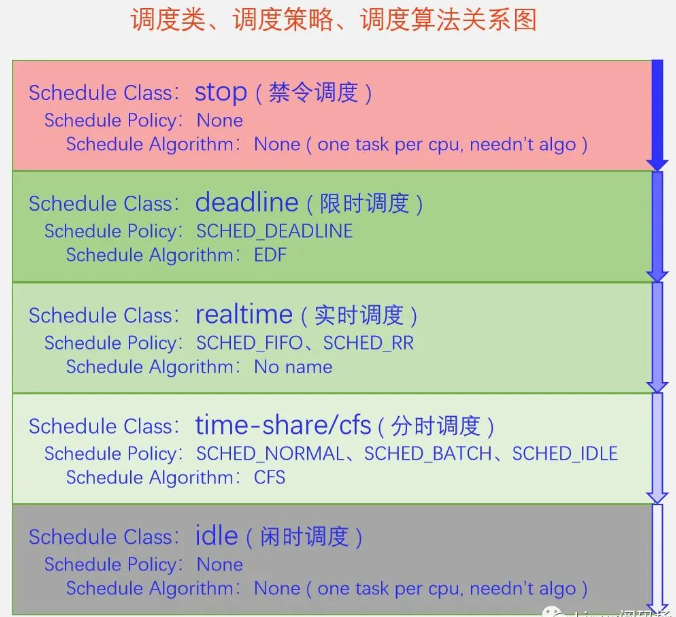 调度类、调度策略、调度算法关系图
Schedule Class： stop ( 禁令调度 )
Schedule Policy：None
Schedule Algorithm：None ( one task per cpu, needn't algo )
Schedule Class： deadline ( 限时调度 )
Schedule Policy：SCHED_DEADLINE
Schedule Algorithm：EDF
Schedule Class： realtime ( 实时调度 )
Schedule Policy：SCHED_FIFO、SCHED_RR
Schedule Algorithm：No name
Schedule Class： time-share/cfs ( 分时调度 )
Schedule Policy：SCHED_NORMAL、SCHED_BATCH、SCHED_IDLE
Schedule Algorithm：CFS
Schedule Class： idle ( 闲时调度 )
Schedule Policy：None
Schedule Algorithm：None ( one task per cpu, needn't algo )